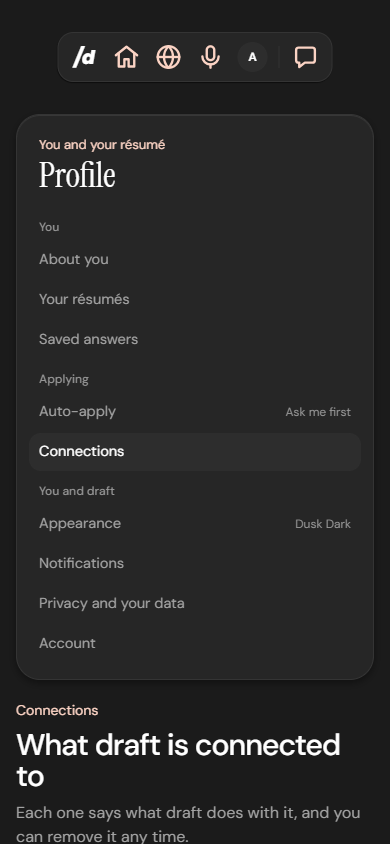 /d
A
You and your résumé
Profile
You
About you
Your résumés
Saved answers
Applying
Auto-apply Ask me first
Connections
You and draft
Appearance Dusk Dark
Notifications
Privacy and your data
Account
Connections
What draft is connected
to
Each one says what draft does with it, and you
can remove it any time.